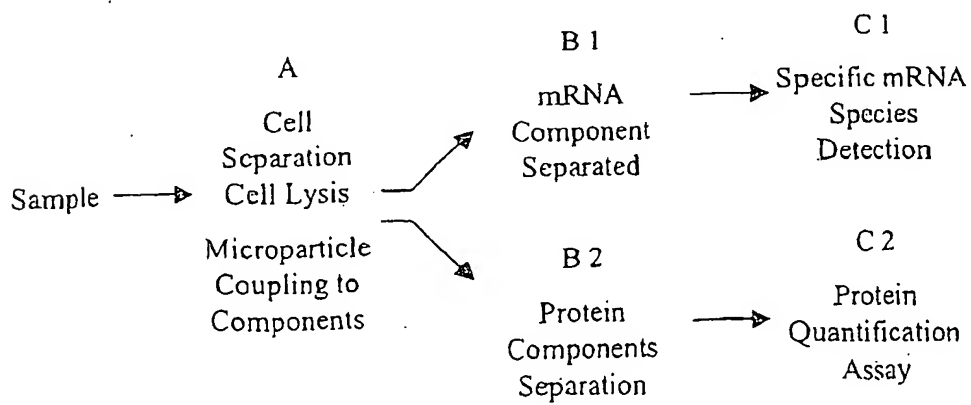 Sample
A
Cell
Separation
Cell Lysis
Microparticle
Coupling to
Components
B 1
mRNA
Component
Separated
C 1
Specific mRNA
Species
Detection
B 2
Protein
Components
Separation
C 2
Protein
Quantification
Assay